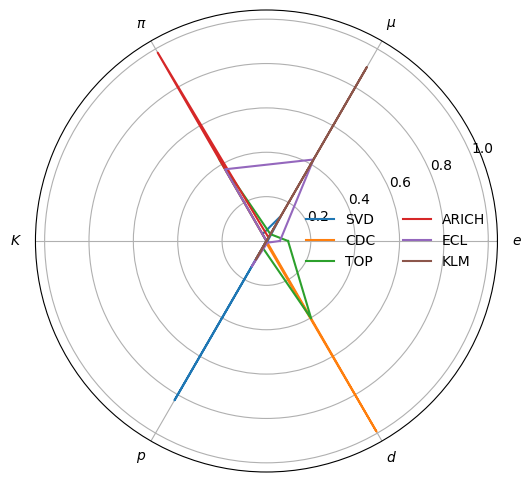 π μ
1.0
0.8
0.6
0.4
0.2
SVD ARICH
K CDC ECL e
TOP KLM
p d